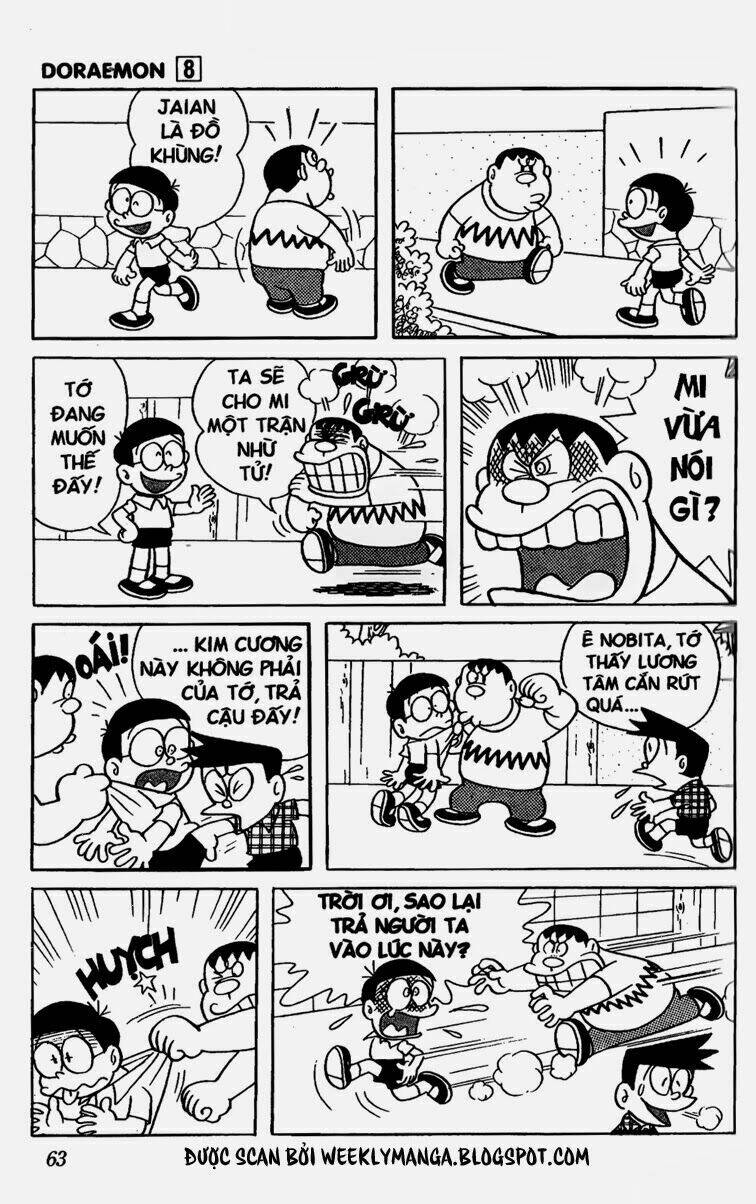 DORAEMON 8
JAIAN
LÀ ĐỒ
KHÙNG!
MI
VỪA
NÓI
GÌ?
GRỪ
GRỪ
TA SẼ
CHO MI
MỘT TRẬN
NHỪ
TỬ!
TỚ
ĐANG
MUỐN
THẾ
ĐẤY!
Ê NOBITA, TỚ
THẤY LƯƠNG
TÂM CẮN RỨT
QUÁ...
... KIM CƯƠNG
NÀY KHÔNG PHẢI
CỦA TỚ, TRẢ
CẬU ĐẤY!
OÁI!
TRỜI ƠI, SAO LẠI
TRẢ NGƯỜI TA
VÀO LÚC NÀY?
HUỴCH
63
ĐƯỢC SCAN BỞI WEEKLYMANGA.BLOGSPOT.COM